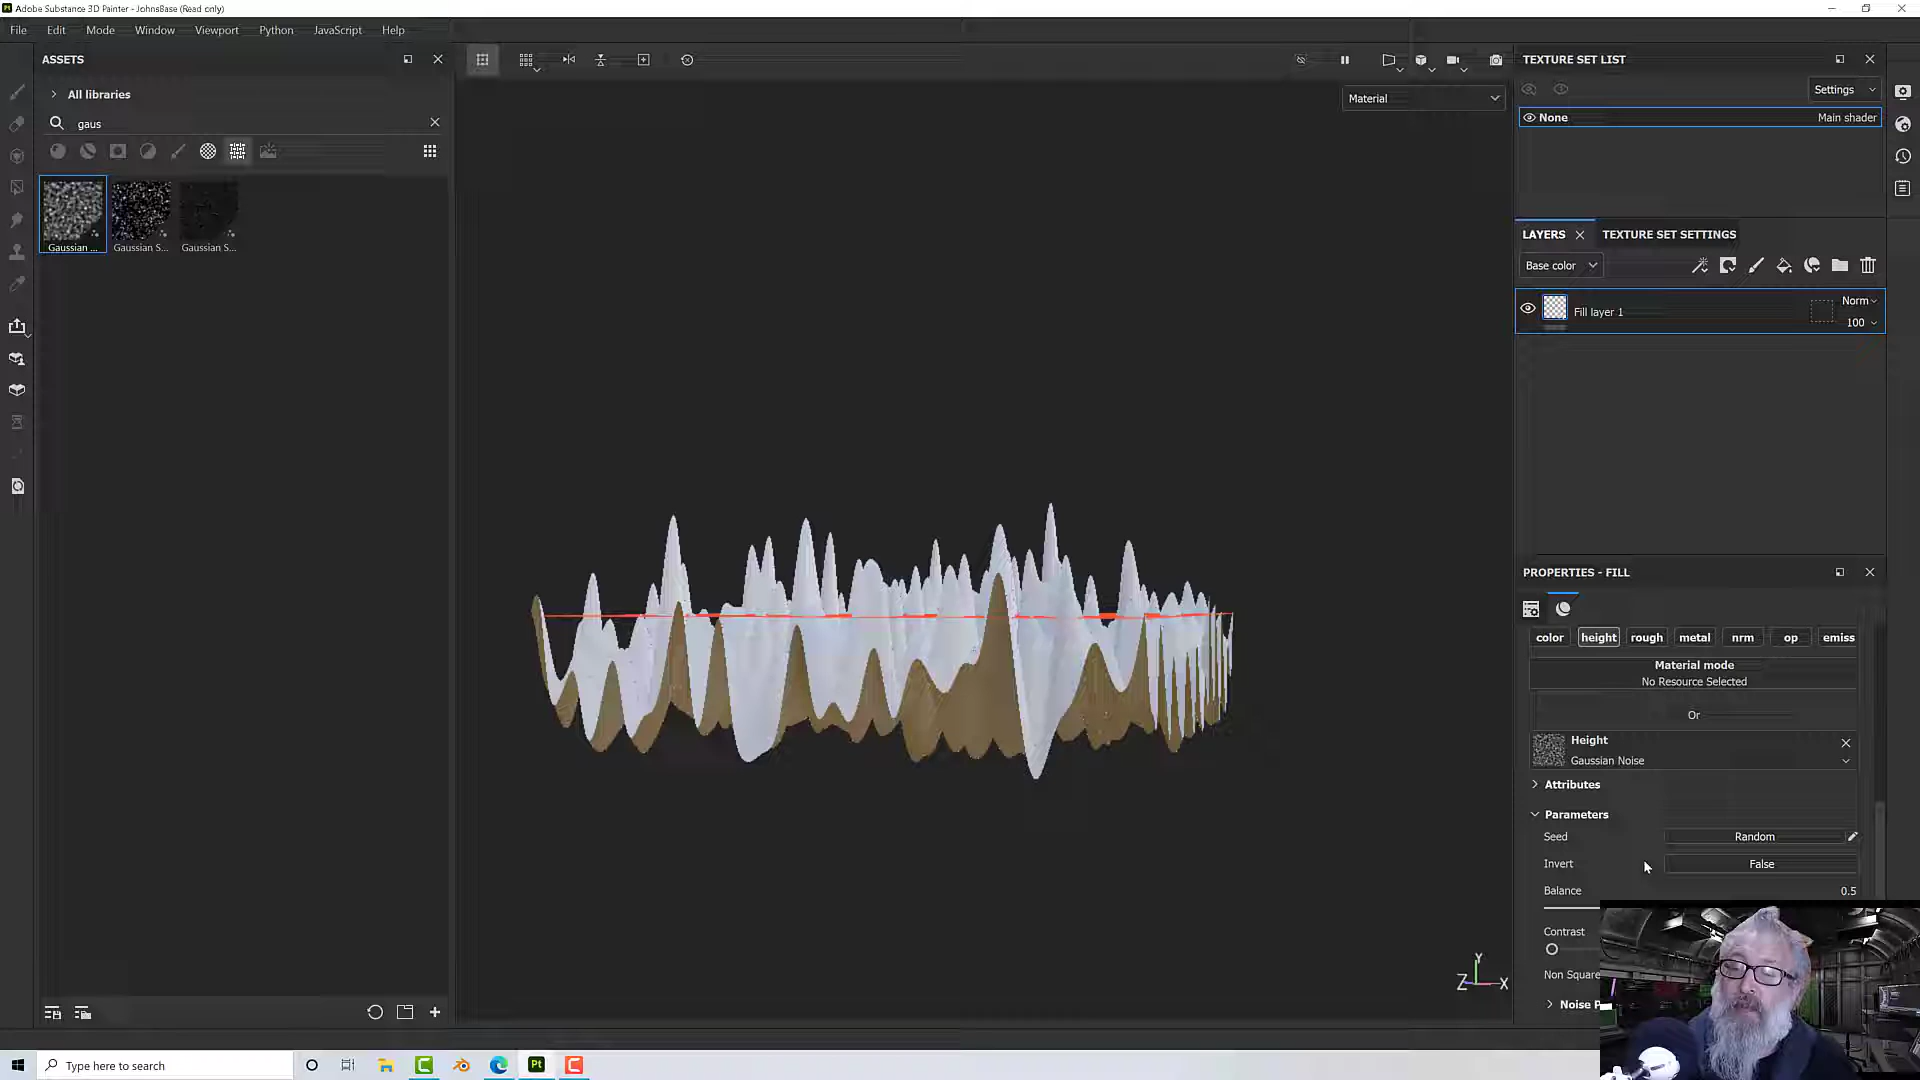 Adobe Substance 3D Painter - JohnsBase (Read only)
File Edit Mode Window Viewport Python JavaScript Help
ASSETS
All libraries
gaus
Gaussian ... Gaussian S... Gaussian S...
Material
TEXTURE SET LIST
Settings
None Main shader
LAYERS TEXTURE SET SETTINGS
Base color
Fill layer 1
Norm
100
PROPERTIES - FILL
color height rough metal nrm op emiss
Material mode
No Resource Selected
Or
Height
Gaussian Noise
Attributes
Parameters
Seed Random
Invert False
Balance 0.5
Contrast
Non Square
Noise P
Y
Z X
Type here to search
Pt